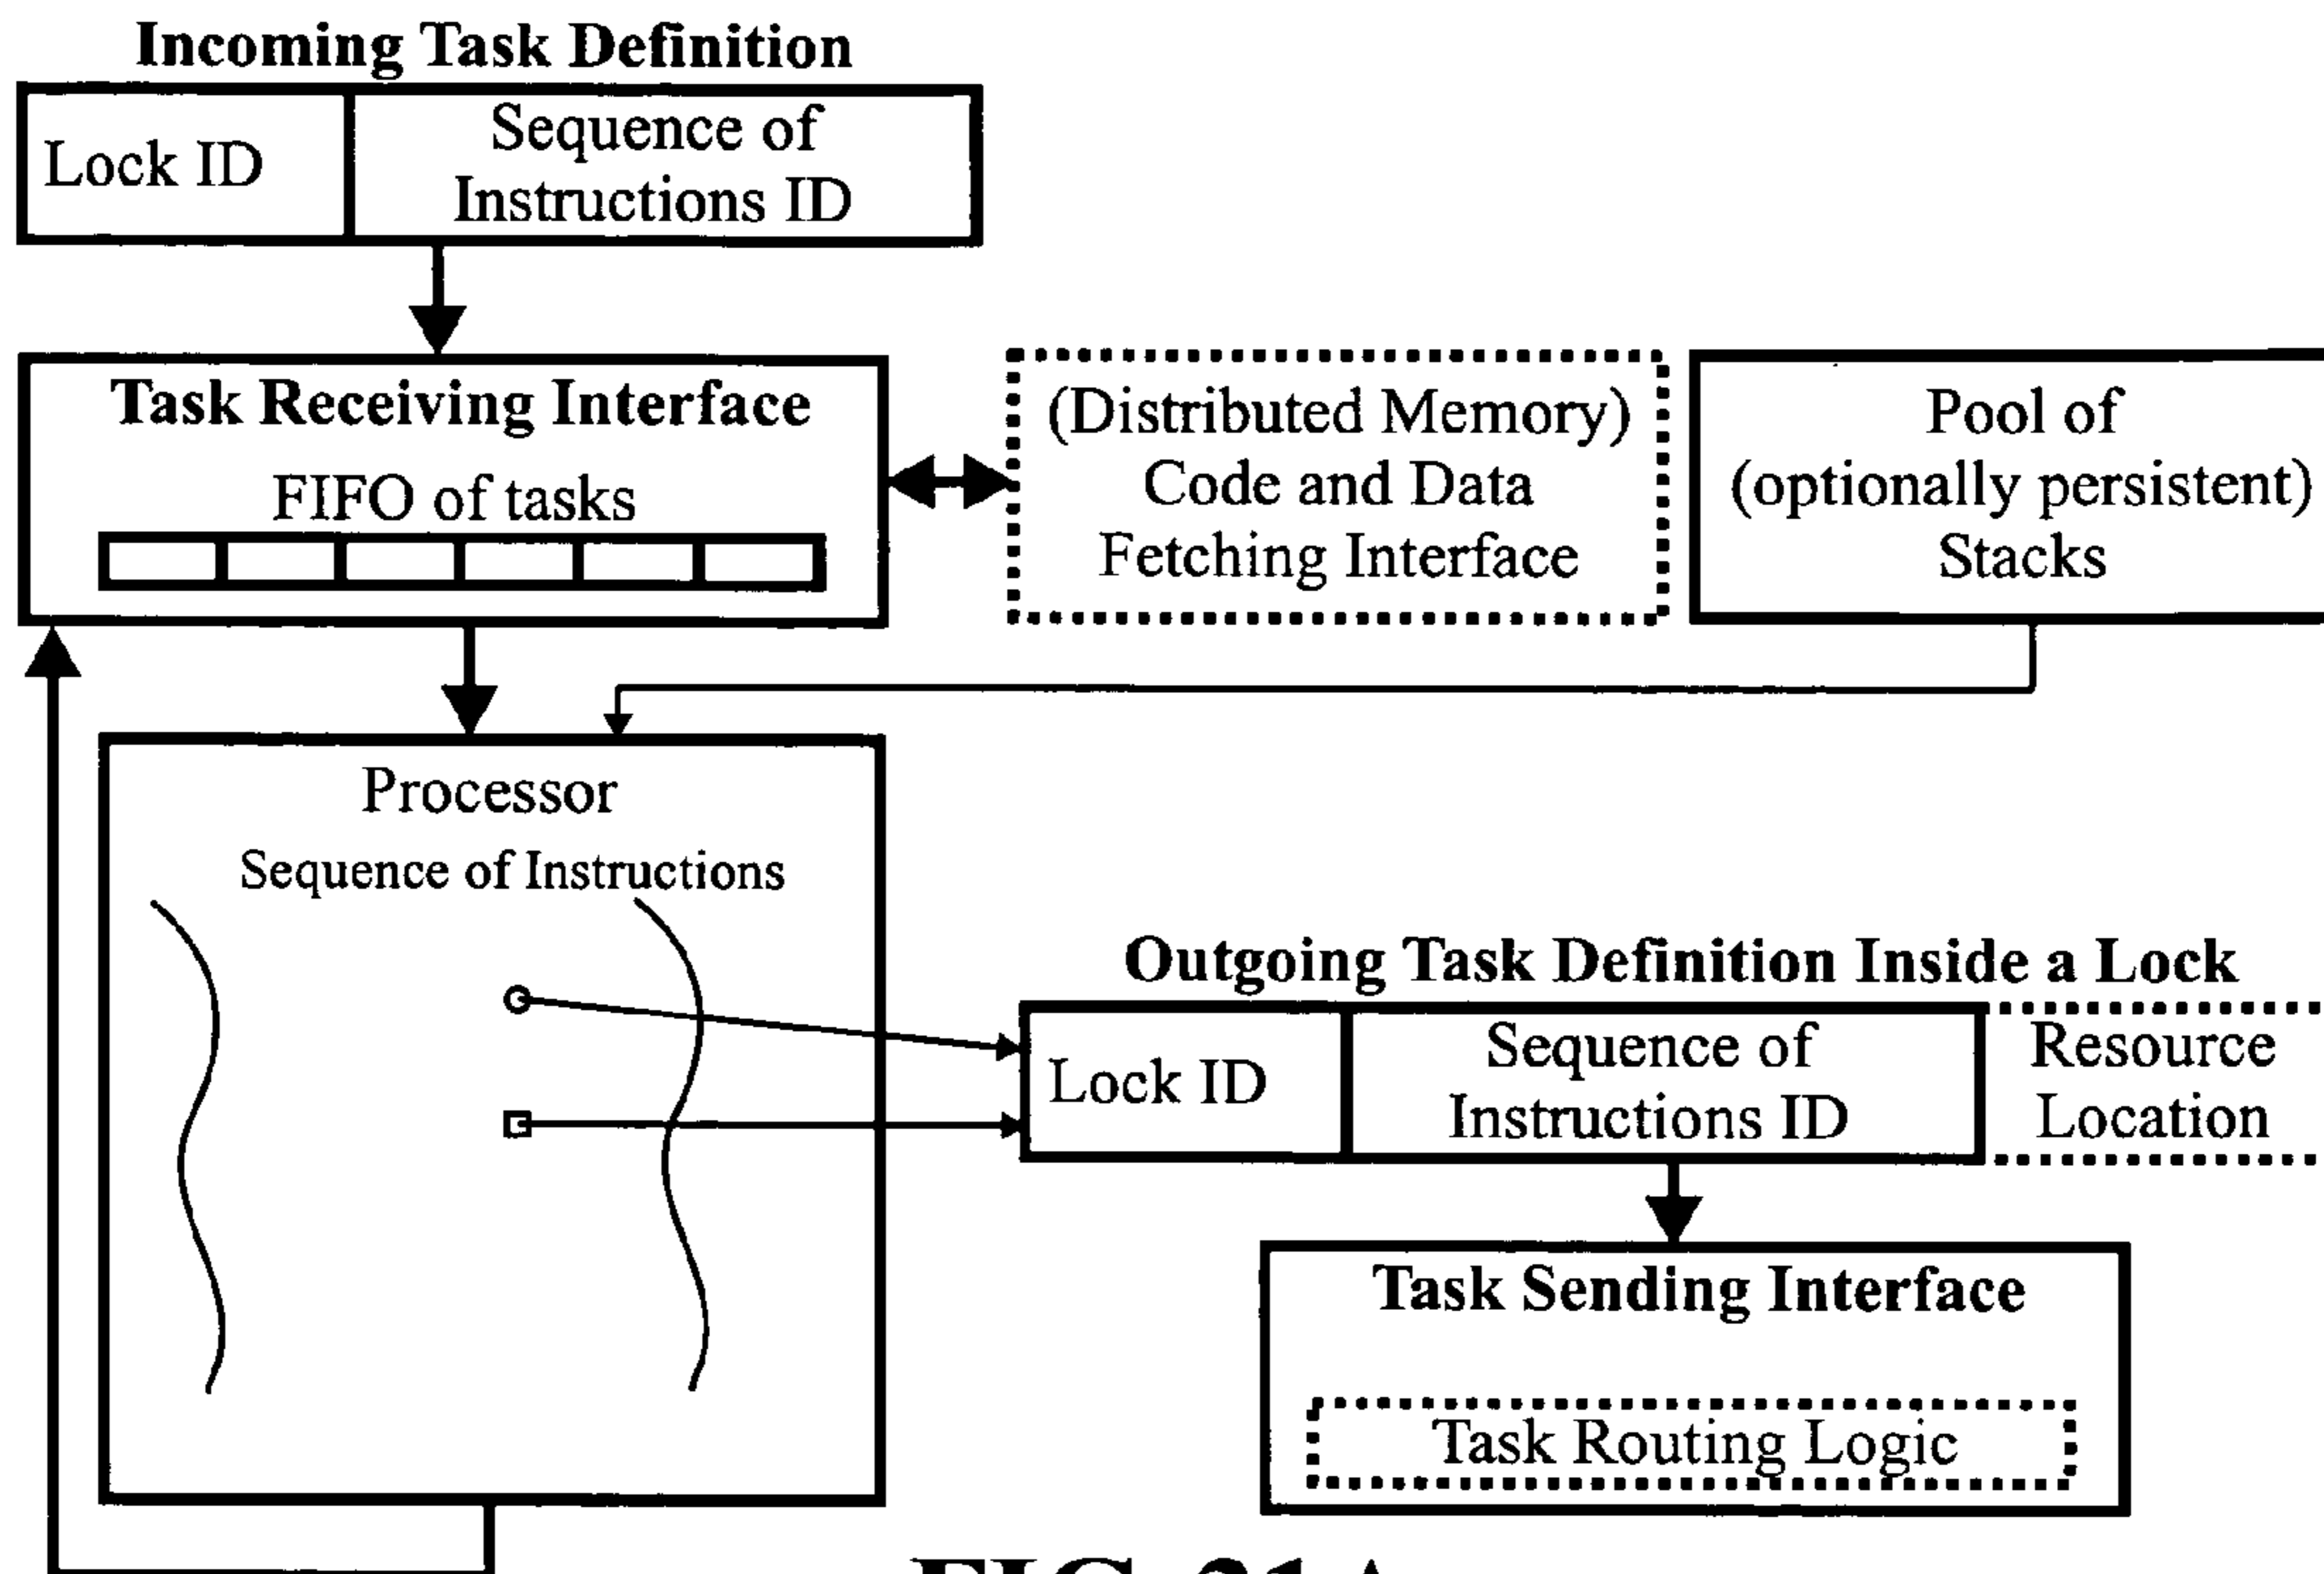 Incoming Task Definition
Lock ID
Sequence of
Instructions ID
Task Receiving Interface
FIFO of tasks
(Distributed Memory)
Code and Data
Fetching Interface
Pool of
(optionally persistent)
Stacks
Processor
Sequence of Instructions
Outgoing Task Definition Inside a Lock
Lock ID
Sequence of
Instructions ID
Resource
Location
Task Sending Interface
Task Routing Logic